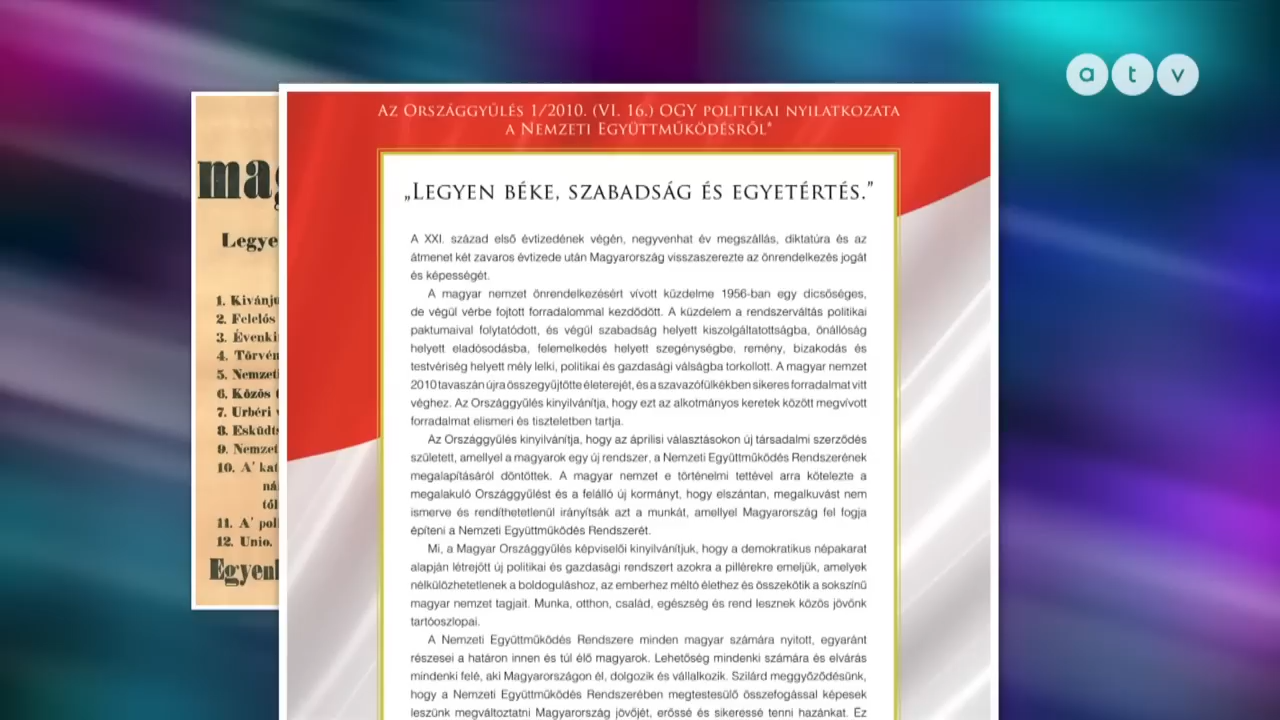 atv
mag
Legye
1. Kivánju
2. Felelős
3. Évenki
4. Törvén
5. Nemzeti
6. Közös
7. Urbéri
8. Esküdts
9. Nemzet
10. A' kat
ná
tól
11. A' pol
12. Unio.
Egyen
AZ ORSZÁGGYŰLÉS 1/2010. (VI. 16.) OGY POLITIKAI NYILATKOZATA
A NEMZETI EGYÜTTMŰKÖDÉSRŐL*
„LEGYEN BÉKE, SZABADSÁG ÉS EGYETÉRTÉS.”
A XXI. század első évtizedének végén, negyvenhat év megszállás, diktatúra és az
átmenet két zavaros évtizede után Magyarország visszaszerezte az önrendelkezés jogát
és képességét.
A magyar nemzet önrendelkezésért vívott küzdelme 1956-ban egy dicsőséges,
de végül vérbe fojtott forradalommal kezdődött. A küzdelem a rendszerváltás politikai
paktumaival folytatódott, és végül szabadság helyett kiszolgáltatottságba, önállóság
helyett eladósodásba, felemelkedés helyett szegénységbe, remény, bizakodás és
testvériség helyett mély lelki, politikai és gazdasági válságba torkollott. A magyar nemzet
2010 tavaszán újra összegyűjtötte életerejét, és a szavazófülkékben sikeres forradalmat vitt
véghez. Az Országgyűlés kinyilvánítja, hogy ezt az alkotmányos keretek között megvívott
forradalmat elismeri és tiszteletben tartja.
Az Országgyűlés kinyilvánítja, hogy az áprilisi választásokon új társadalmi szerződés
született, amellyel a magyarok egy új rendszer, a Nemzeti Együttműködés Rendszerének
megalapításáról döntöttek. A magyar nemzet e történelmi tettével arra kötelezte a
megalakuló Országgyűlést és a felálló új kormányt, hogy elszántan, megalkuvást nem
ismerve és rendíthetetlenül irányítsák azt a munkát, amellyel Magyarország fel fogja
építeni a Nemzeti Együttműködés Rendszerét.
Mi, a Magyar Országgyűlés képviselői kinyilvánítjuk, hogy a demokratikus népakarat
alapján létrejött új politikai és gazdasági rendszert azokra a pillérekre emeljük, amelyek
nélkülözhetetlenek a boldoguláshoz, az emberhez méltó élethez és összekötik a sokszínű
magyar nemzet tagjait. Munka, otthon, család, egészség és rend lesznek közös jövőnk
tartóoszlopai.
A Nemzeti Együttműködés Rendszere minden magyar számára nyitott, egyaránt
részesei a határon innen és túl élő magyarok. Lehetőség mindenki számára és elvárás
mindenki felé, aki Magyarországon él, dolgozik és vállalkozik. Szilárd meggyőződésünk,
hogy a Nemzeti Együttműködés Rendszerében megtestesülő összefogással képesek
leszünk megváltoztatni Magyarország jövőjét, erőssé és sikeressé tenni hazánkat. Ez